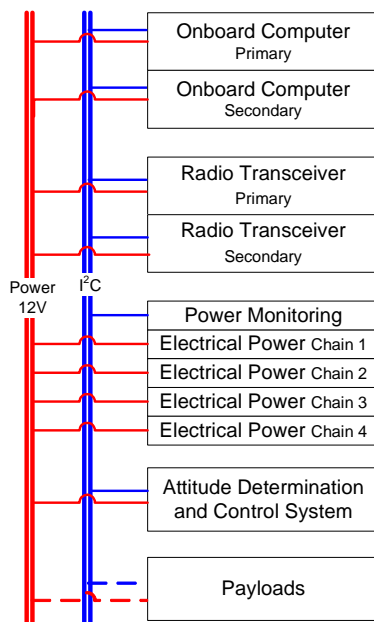 Onboard Computer
Primary
Onboard Computer
Secondary
Radio Transceiver
Primary
Radio Transceiver
Secondary
Power
12V
I²C
Power Monitoring
Electrical Power Chain 1
Electrical Power Chain 2
Electrical Power Chain 3
Electrical Power Chain 4
Attitude Determination
and Control System
Payloads